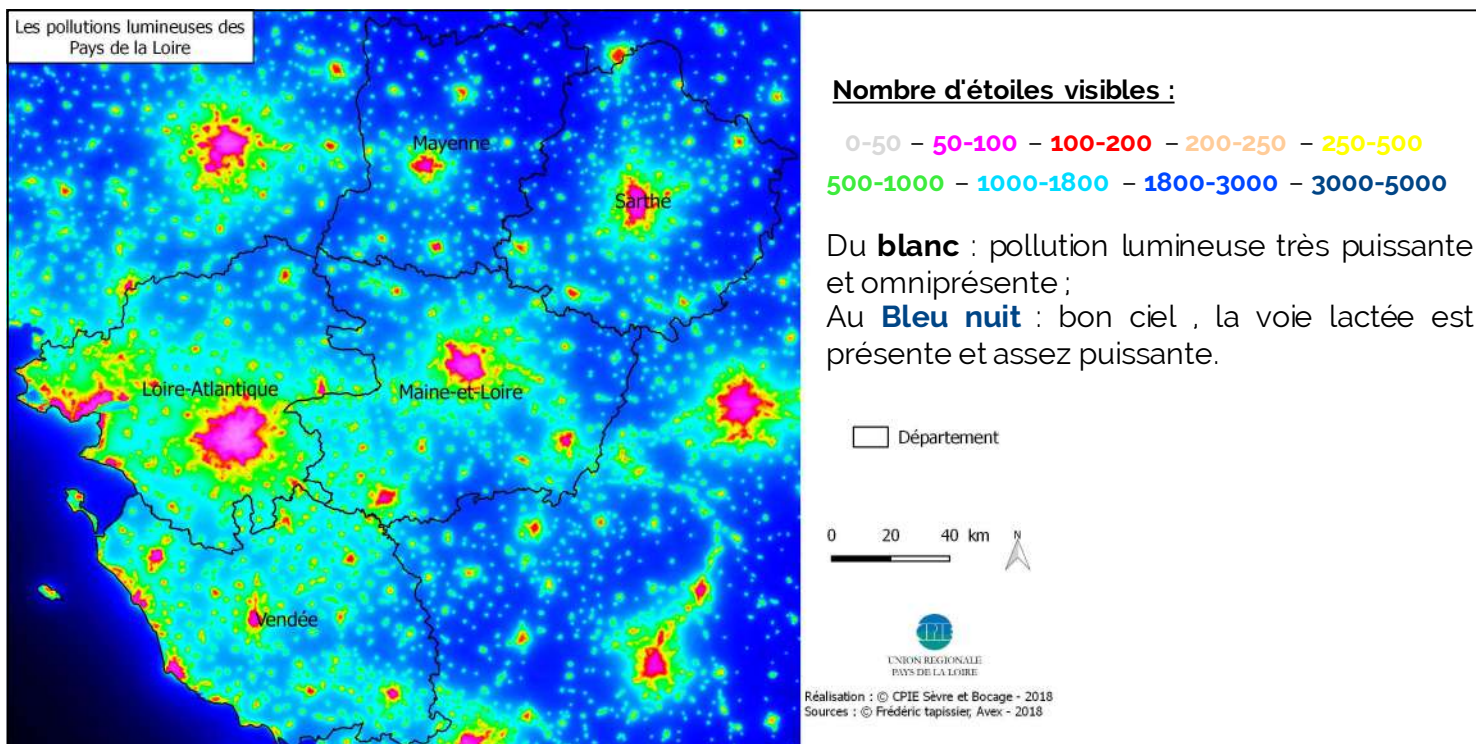 Les pollutions lumineuses des
Pays de la Loire
Mayenne
Sarthe
Loire-Atlantique
Maine-et-Loire
Vendée
Nombre d'étoiles visibles :
0-50 – 50-100 – 100-200 – 200-250 – 250-500
500-1000 – 1000-1800 – 1800-3000 – 3000-5000
Du blanc : pollution lumineuse très puissante
et omniprésente ;
Au Bleu nuit : bon ciel , la voie lactée est
présente et assez puissante.
Département
0 20 40 km
N
CPIE
UNION REGIONALE
PAYS DE LA LOIRE
Réalisation : © CPIE Sèvre et Bocage - 2018
Sources : © Frédéric tapissier, Avex - 2018